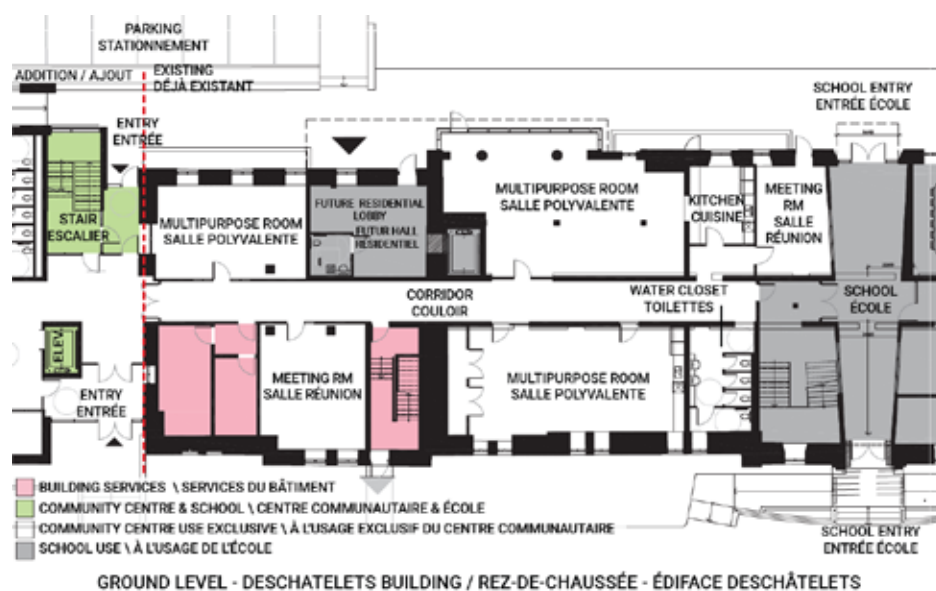 PARKING
STATIONNEMENT
ADDITION / AJOUT
EXISTING
DÉJÀ EXISTANT
SCHOOL ENTRY
ENTRÉE ÉCOLE
ENTRY
ENTRÉE
STAIR
ESCALIER
MULTIPURPOSE ROOM
SALLE POLYVALENTE
FUTURE RESIDENTIAL
LOBBY
FUTUR HALL
RÉSIDENTIEL
MULTIPURPOSE ROOM
SALLE POLYVALENTE
KITCHEN
CUISINE
MEETING
RM
SALLE
RÉUNION
CORRIDOR
COULOIR
WATER CLOSET
TOILETTES
SCHOOL
ÉCOLE
ELEV.
ENTRY
ENTRÉE
MEETING RM
SALLE RÉUNION
MULTIPURPOSE ROOM
SALLE POLYVALENTE
BUILDING SERVICES \ SERVICES DU BÂTIMENT
COMMUNITY CENTRE & SCHOOL \ CENTRE COMMUNAUTAIRE & ÉCOLE
COMMUNITY CENTRE USE EXCLUSIVE \ À L'USAGE EXCLUSIF DU CENTRE COMMUNAUTAIRE
SCHOOL USE \ À L'USAGE DE L'ÉCOLE
SCHOOL ENTRY
ENTRÉE ÉCOLE
GROUND LEVEL - DESCHATELETS BUILDING / REZ-DE-CHAUSSÉE - ÉDIFACE DESCHÂTELETS